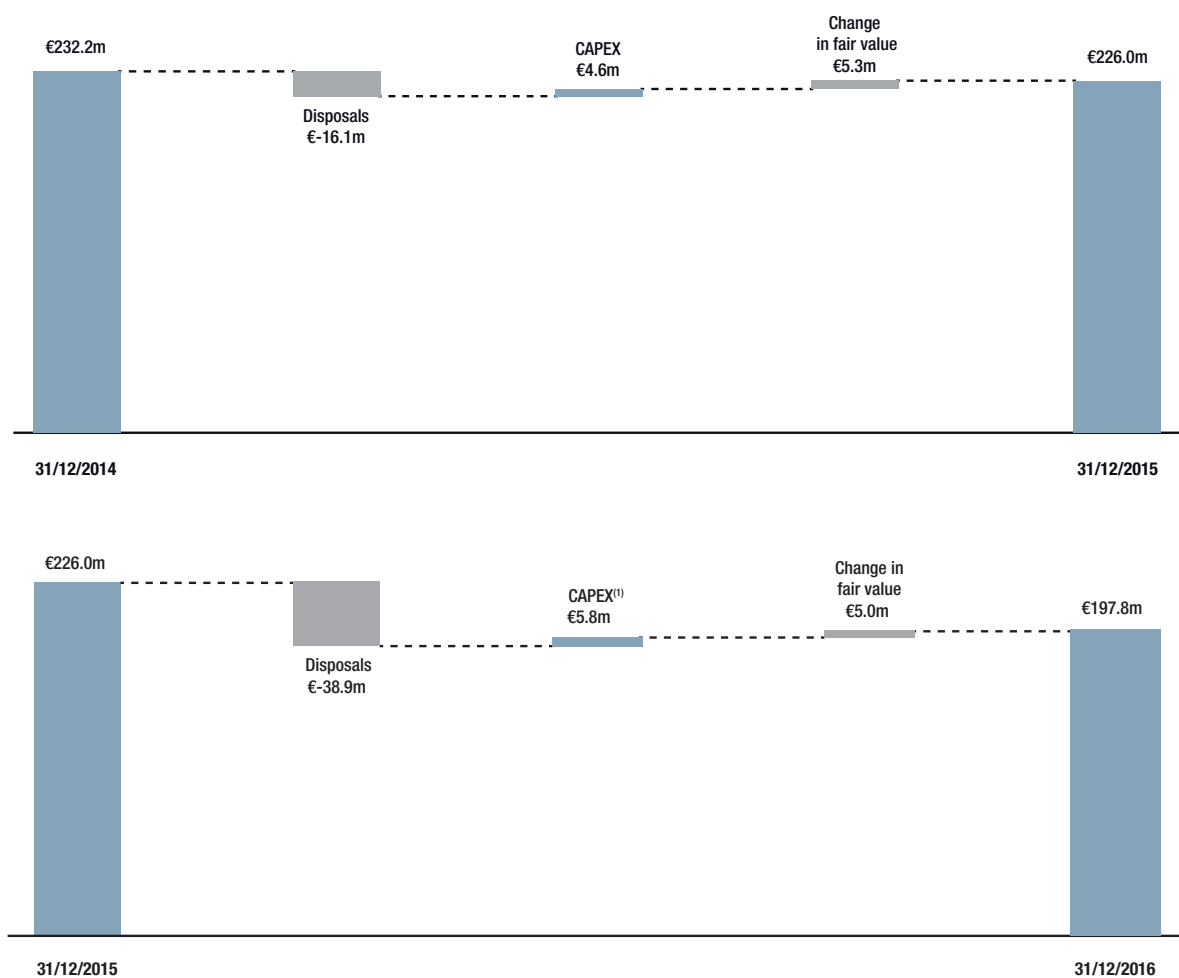 €232.2m
Disposals
€-16.1m
CAPEX
€4.6m
Change
in fair value
€5.3m
€226.0m
31/12/2014
31/12/2015
€226.0m
Disposals
€-38.9m
CAPEX(1)
€5.8m
Change in
fair value
€5.0m
€197.8m
31/12/2015
31/12/2016